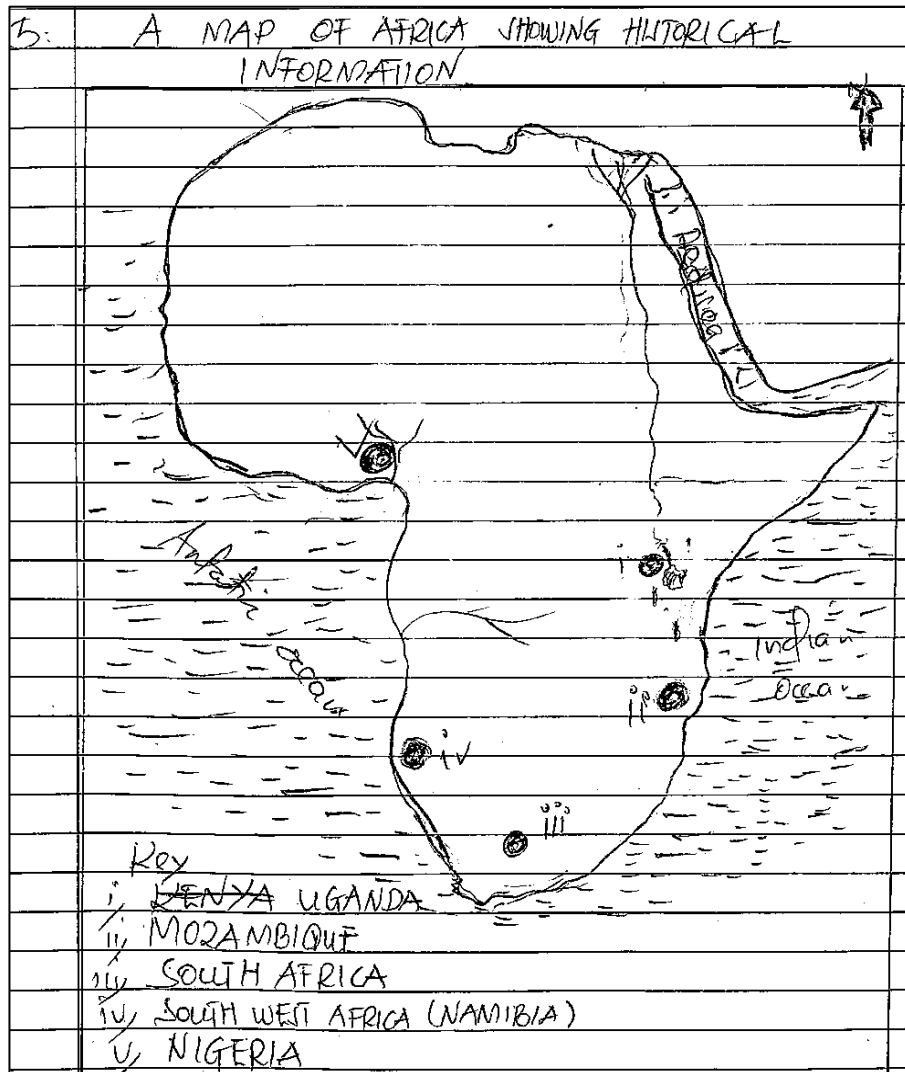 5: A MAP OF AFRICA SHOWING HISTORICAL
INFORMATION
N
Red Sea
V
i
Atlantic
Indian
ocean
Ocean
ii
iv
iii
Key
i, KENYA UGANDA
ii, MOZAMBIQUE
iii, SOUTH AFRICA
iv, SOUTH WEST AFRICA (NAMIBIA)
V, NIGERIA